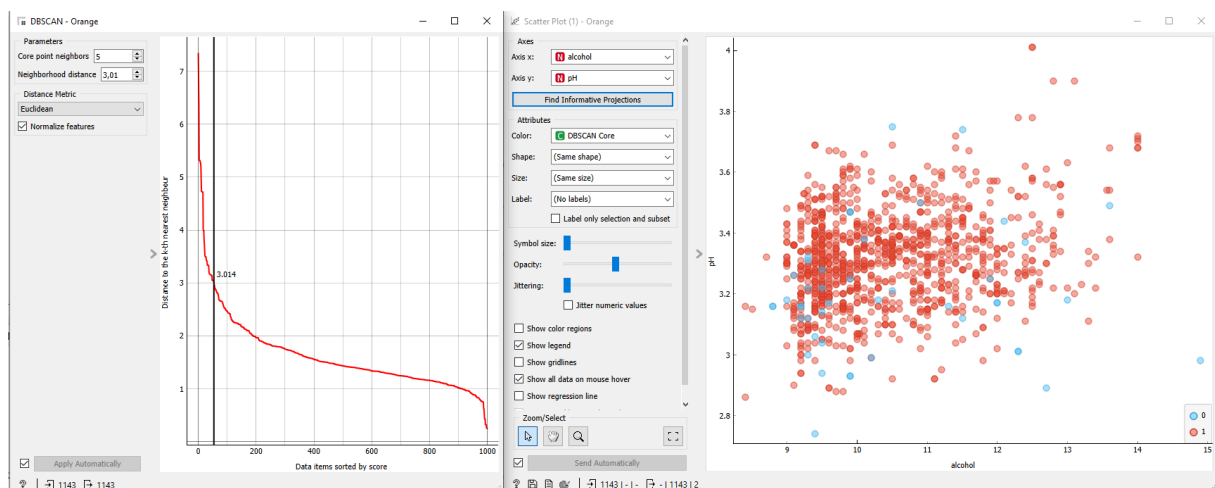 DBSCAN - Orange
Parameters
Core point neighbors 5
Neighborhood distance 3,01
Distance Metric
Euclidean
Normalize features
Apply Automatically
1143 1143
Distance to the k-th nearest neighbour
7
6
5
4
3
2
1
3.014
0 200 400 600 800 1000
Data items sorted by score
Scatter Plot (1) - Orange
Axes
Axis x: N alcohol
Axis y: N pH
Find Informative Projections
Attributes
Color: C DBSCAN Core
Shape: (Same shape)
Size: (Same size)
Label: (No labels)
Label only selection and subset
Symbol size:
Opacity:
Jittering:
Jitter numeric values
Show color regions
Show legend
Show gridlines
Show all data on mouse hover
Show regression line
Zoom/Select
Send Automatically
1143 | - | - - | 1143 | 2
pH
4
3.8
3.6
3.4
3.2
3
2.8
9 10 11 12 13 14 15
alcohol
0
1